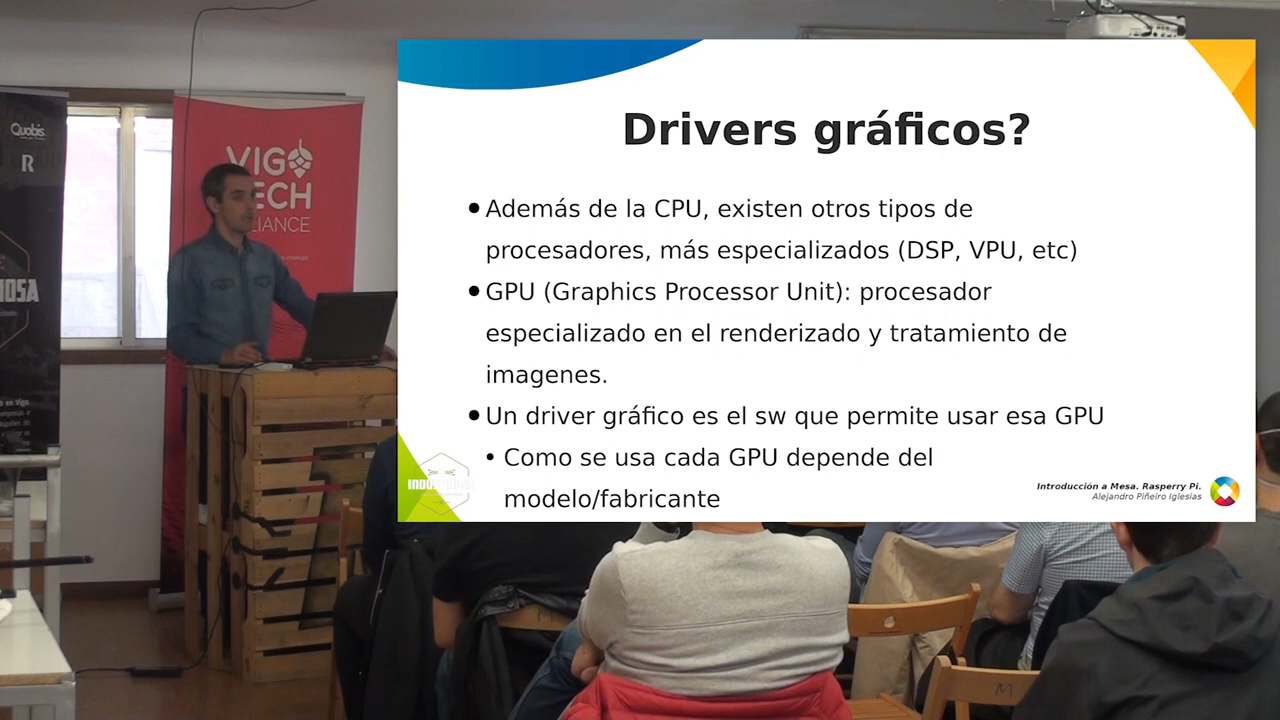 Quobis
R
VIGO
TECH
LIANCE
Drivers gráficos?
Además de la CPU, existen otros tipos de
procesadores, más especializados (DSP, VPU, etc)
GPU (Graphics Processor Unit): procesador
especializado en el renderizado y tratamiento de
imagenes.
Un driver gráfico es el sw que permite usar esa GPU
Como se usa cada GPU depende del
modelo/fabricante
Introducción a Mesa. Rasperry Pi.
Alejandro Piñeiro Iglesias